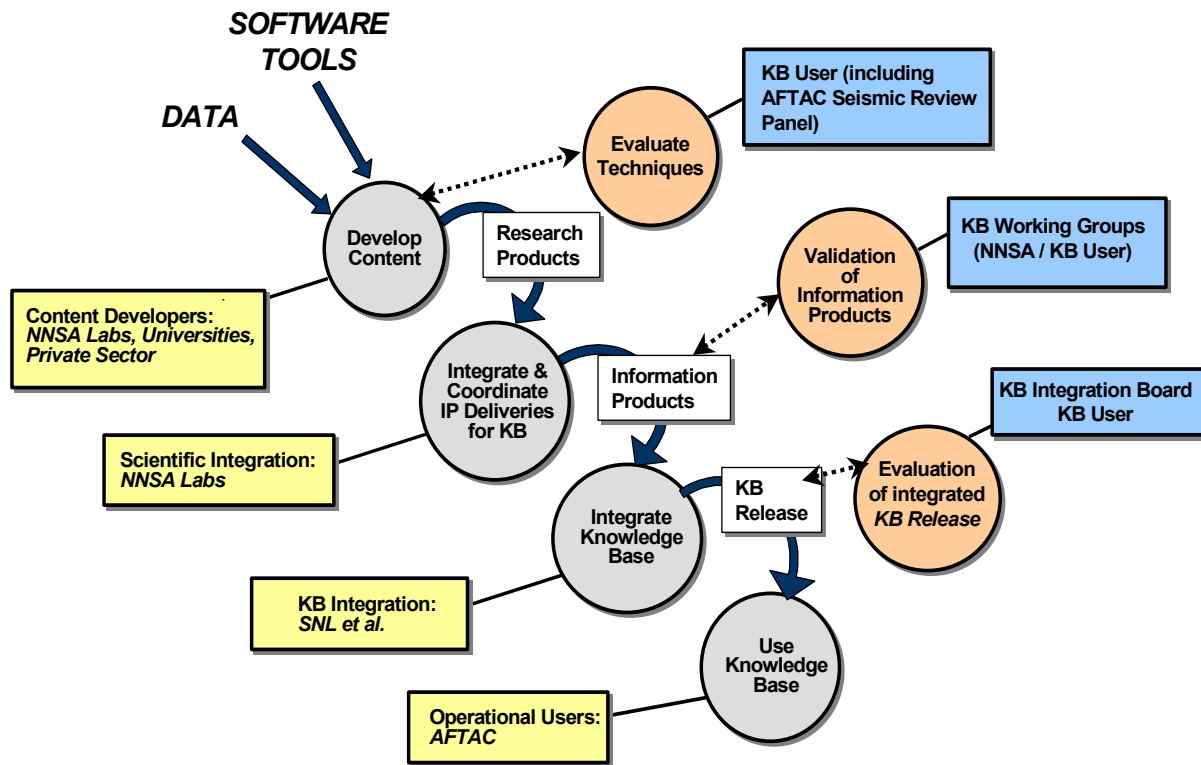 SOFTWARE
TOOLS
DATA
KB User (including
AFTAC Seismic Review
Panel)
Evaluate
Techniques
Develop
Content
Research
Products
KB Working Groups
(NNSA / KB User)
Validation
of
Information
Products
Content Developers:
NNSA Labs, Universities,
Private Sector
Integrate &
Coordinate
IP Deliveries
for KB
Information
Products
KB Integration Board
KB User
Scientific Integration:
NNSA Labs
Evaluation
of integrated
KB Release
KB
Release
Integrate
Knowledge
Base
KB Integration:
SNL et al.
Use
Knowledge
Base
Operational Users:
AFTAC